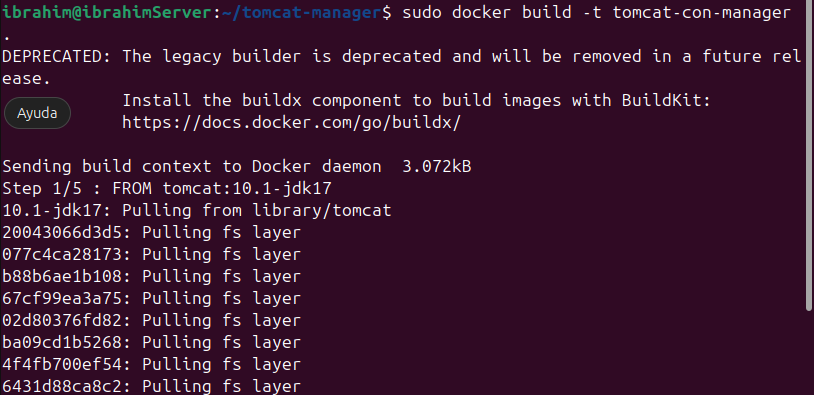 ibrahim@ibrahimServer:~/tomcat-manager$ sudo docker build -t tomcat-con-manager
.
DEPRECATED: The legacy builder is deprecated and will be removed in a future rel
ease.
Install the buildx component to build images with BuildKit:
Ayuda
https://docs.docker.com/go/buildx/
Sending build context to Docker daemon  3.072kB
Step 1/5 : FROM tomcat:10.1-jdk17
10.1-jdk17: Pulling from library/tomcat
20043066d3d5: Pulling fs layer
077c4ca28173: Pulling fs layer
b88b6ae1b108: Pulling fs layer
67cf99ea3a75: Pulling fs layer
02d80376fd82: Pulling fs layer
ba09cd1b5268: Pulling fs layer
4f4fb700ef54: Pulling fs layer
6431d88ca8c2: Pulling fs layer